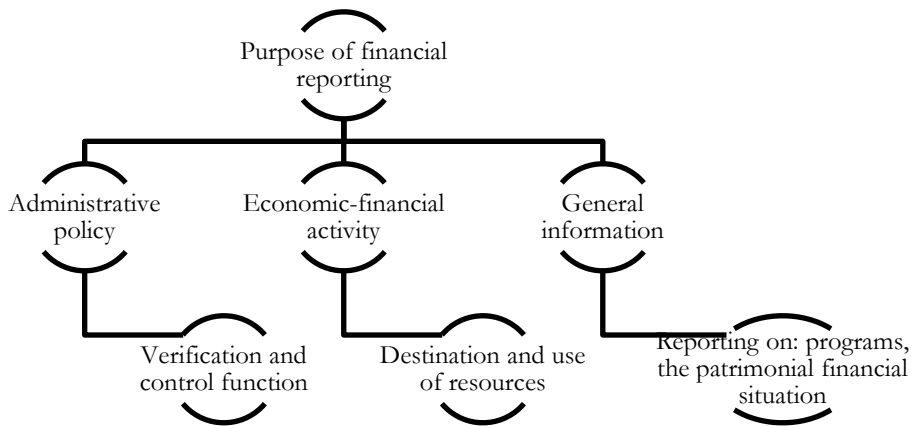 Purpose of financial
reporting
Administrative
policy
Economic-financial
activity
General
information
Verification and
control function
Destination and use
of resources
Reporting on: programs,
the patrimonial financial
situation